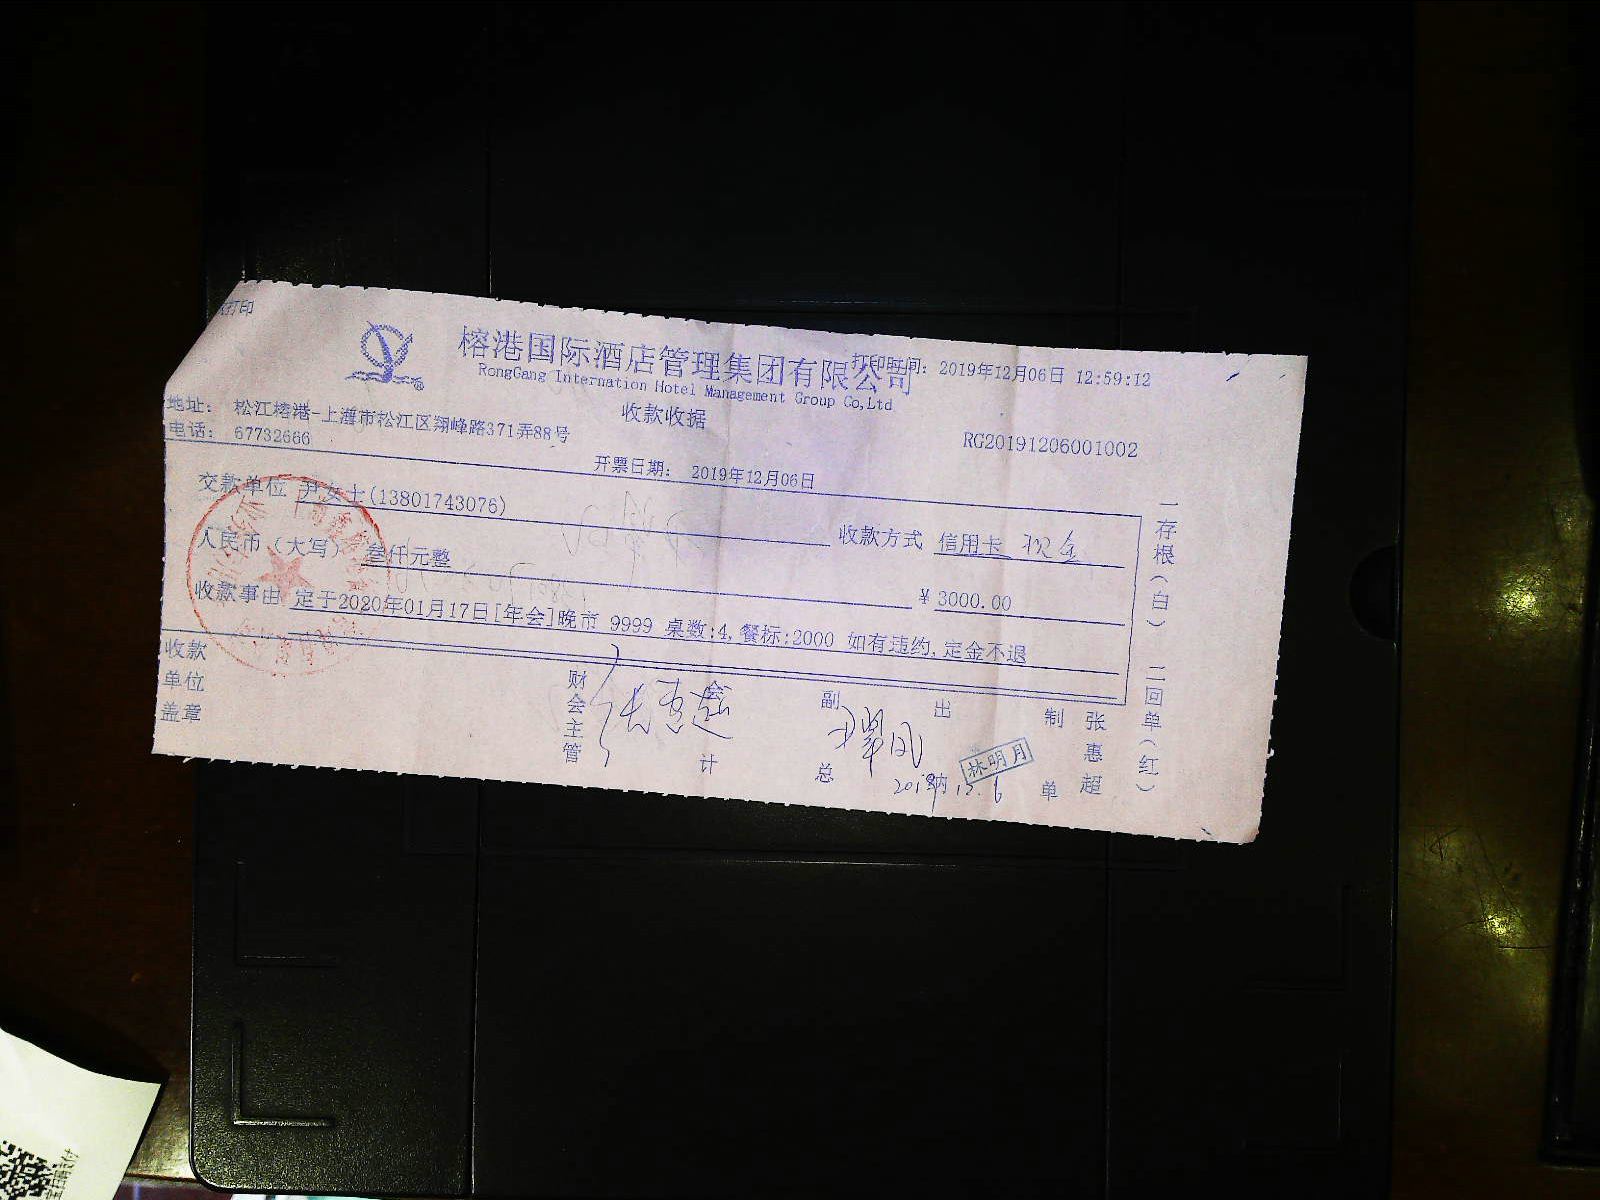 打印
榕港国际酒店管理集团有限公司
打印时间: 2019年12月06日 12:59:12
RongGang Internation Hotel Management Group Co,Ltd
地址: 松江榕港-上海市松江区翔峰路371弄88号
收款收据
电话: 67732666
RG20191206001002
开票日期: 2019年12月06日
交款单位 尹女士(13801743076)
收款方式 信用卡 现金
人民币（大写） 叁仟元整
¥ 3000.00
收款事由 定于2020年01月17日[年会]晚市 9999 桌数:4,餐标:2000 如有违约,定金不退
收款单位盖章
财会主管
会计
副总
出纳
林明月
制单
张惠超
2019.12.6
一存根(白) 二回单(红)